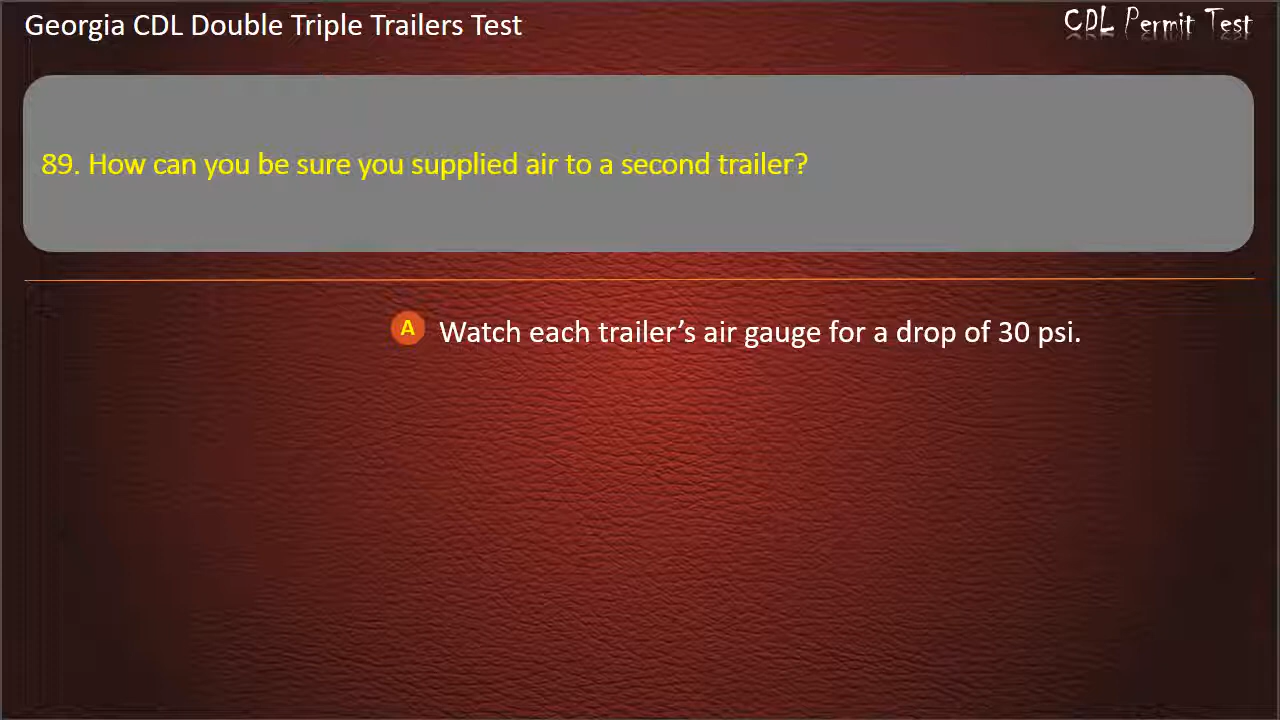 Georgia CDL Double Triple Trailers Test
CDL Permit Test
89. How can you be sure you supplied air to a second trailer?
A Watch each trailer’s air gauge for a drop of 30 psi.